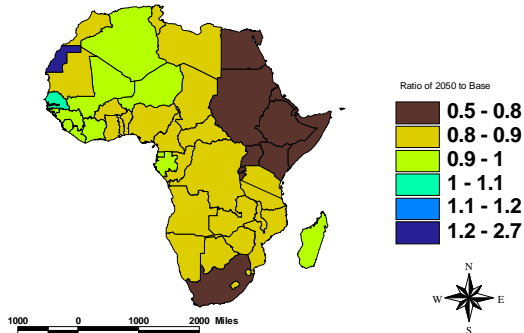 Ratio of 2050 to Base
0.5 - 0.8
0.8 - 0.9
0.9 - 1
1 - 1.1
1.1 - 1.2
1.2 - 2.7
N
W E
S
1000 0 1000 2000 Miles